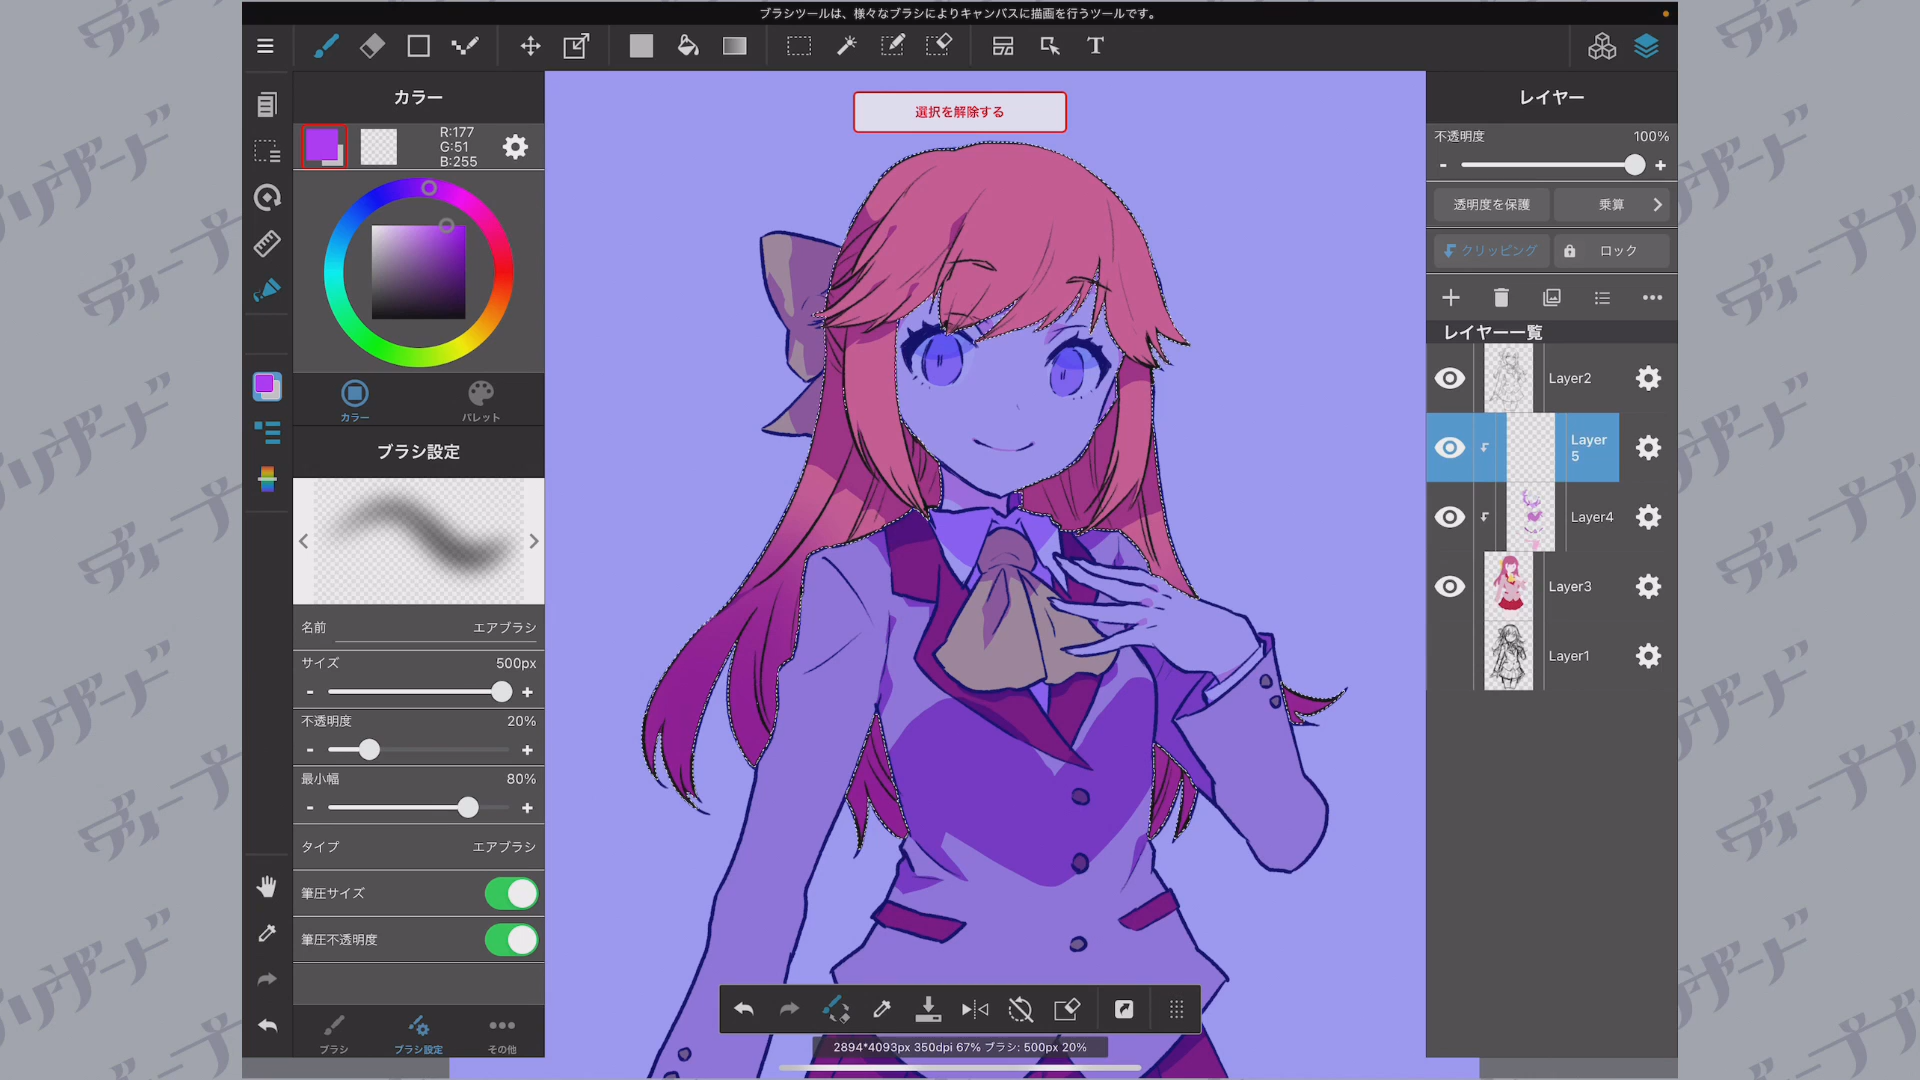 ブラシツールは、様々なブラシによりキャンバスに描画を行うツールです。
カラー
R:177
G:51
B:255
カラー
パレット
ブラシ設定
名前 エアブラシ
サイズ 500px
不透明度 20%
最小幅 80%
タイプ エアブラシ
筆圧サイズ
筆圧不透明度
ブラシ
ブラシ設定
その他
選択を解除する
2894*4093px 350dpi 67% ブラシ: 500px 20%
レイヤー
不透明度 100%
透明度を保護 乗算
クリッピング ロック
レイヤー一覧
Layer2
Layer
5
Layer4
Layer3
Layer1